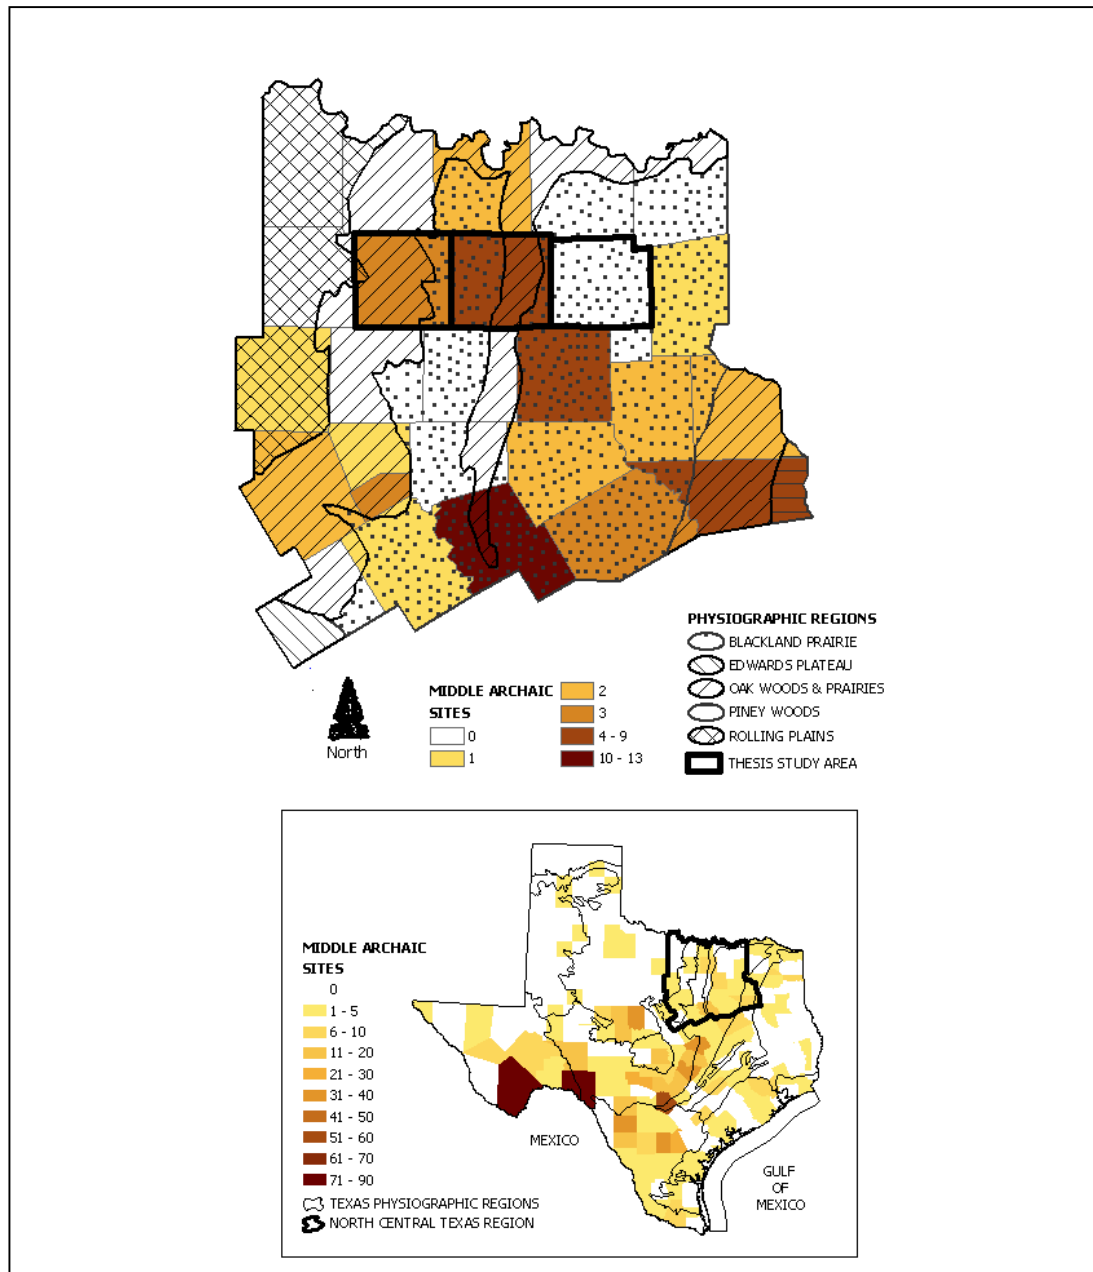 PHYSIOGRAPHIC REGIONS
BLACKLAND PRAIRIE
EDWARDS PLATEAU
OAK WOODS & PRAIRIES
PINEY WOODS
ROLLING PLAINS
THESIS STUDY AREA
MIDDLE ARCHAIC
SITES
0
1
2
3
4 - 9
10 - 13
North
MIDDLE ARCHAIC
SITES
0
1 - 5
6 - 10
11 - 20
21 - 30
31 - 40
41 - 50
51 - 60
61 - 70
71 - 90
TEXAS PHYSIOGRAPHIC REGIONS
NORTH CENTRAL TEXAS REGION
MEXICO
GULF
OF
MEXICO